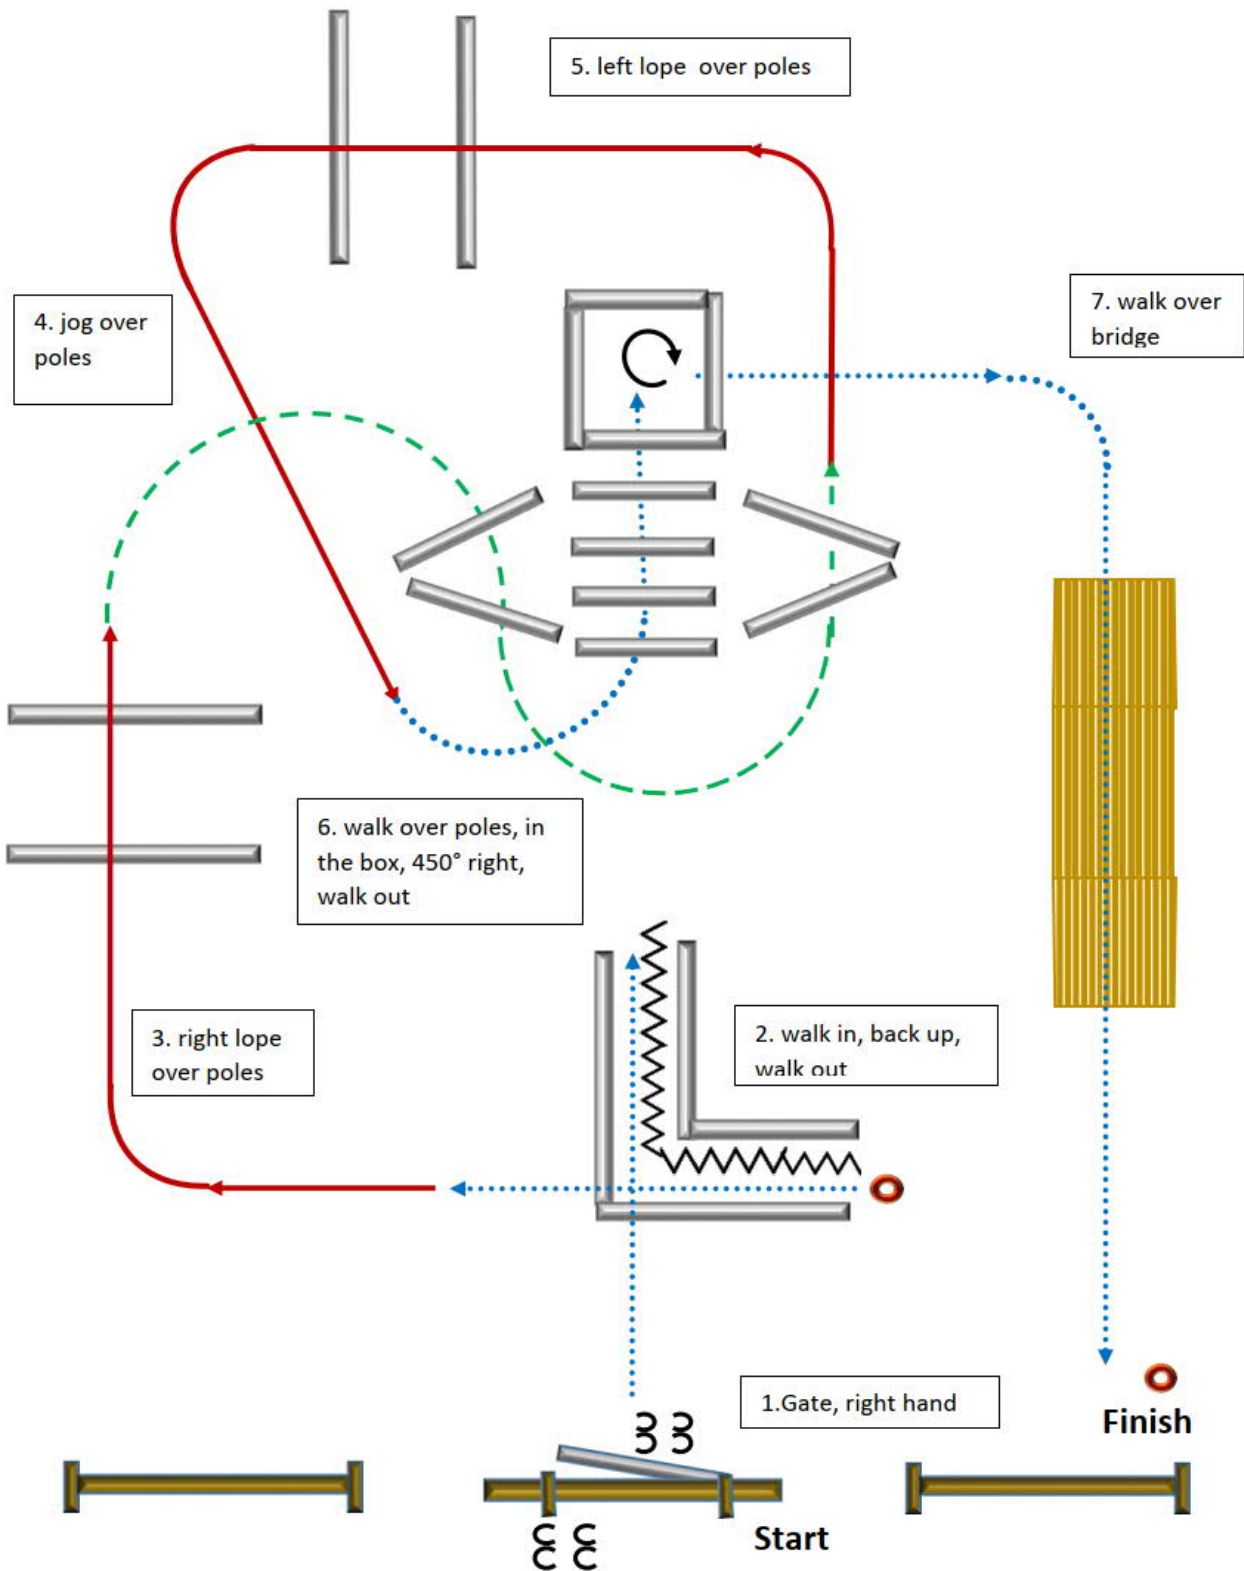 5. left lope  over poles
4. jog over
poles
7. walk over
bridge
6. walk over poles, in
the box, 450° right,
walk out
3. right lope
over poles
2. walk in, back up,
walk out
1.Gate, right hand
Finish
Start